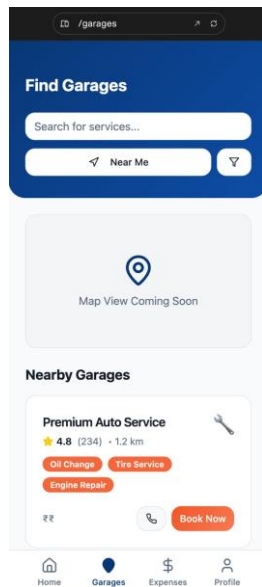 /garages
Find Garages
Search for services...
Near Me
Map View Coming Soon
Nearby Garages
Premium Auto Service
4.8 (234) • 1.2 km
Oil Change Tire Service
Engine Repair
₹₹ Book Now
Home Garages Expenses Profile